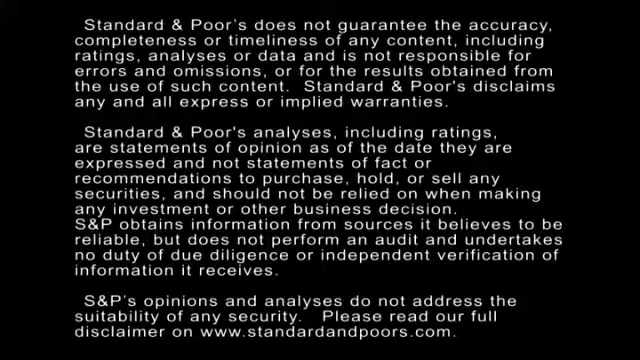 Standard & Poor's does not guarantee the accuracy,
completeness or timeliness of any content, including
ratings, analyses or data and is not responsible for
errors and omissions, or for the results obtained from
the use of such content. Standard & Poor's disclaims
any and all express or implied warranties.
Standard & Poor's analyses, including ratings,
are statements of opinion as of the date they are
expressed and not statements of fact or
recommendations to purchase, hold, or sell any
securities, and should not be relied on when making
any investment or other business decision.
S&P obtains information from sources it believes to be
reliable, but does not perform an audit and undertakes
no duty of due diligence or independent verification of
information it receives.
S&P's opinions and analyses do not address the
suitability of any security. Please read our full
disclaimer on www.standardandpoors.com.